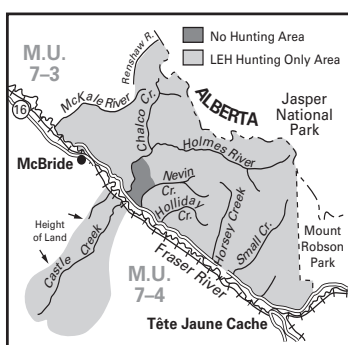 No Hunting Area
LEH Hunting Only Area
M.U.
7–3
Renshaw R.
McKale River
Chalco Cr.
ALBERTA
Jasper
National
Park
16
McBride
Holmes River
Nevin
Cr.
Holliday
Cr.
Horsey Creek
Small Cr.
Mount
Robson
Park
Height
of Land
Castle Creek
M.U.
7–4
Fraser River
Tête Jaune Cache